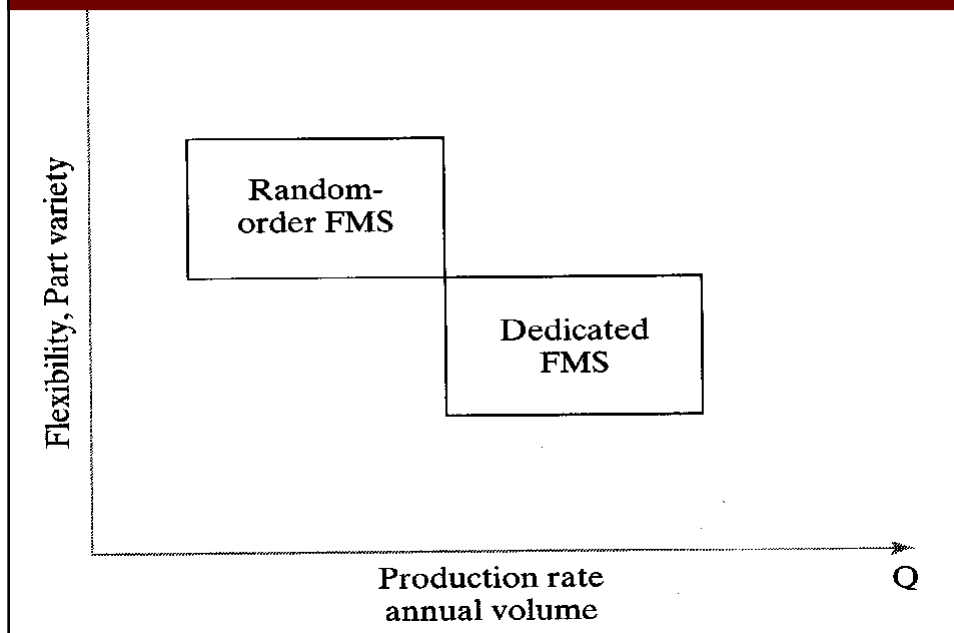 Flexibility, Part variety
Random-
order FMS
Dedicated
FMS
Production rate
annual volume
Q